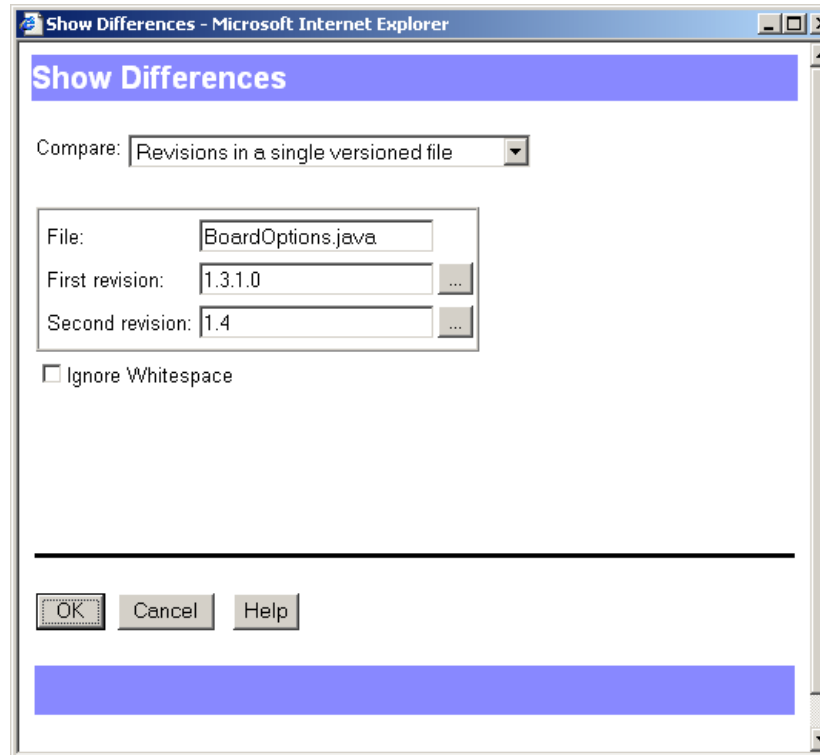 Show Differences - Microsoft Internet Explorer
Show Differences
Compare: Revisions in a single versioned file
File: BoardOptions.java
First revision: 1.3.1.0 ...
Second revision: 1.4 ...
Ignore Whitespace
OK Cancel Help